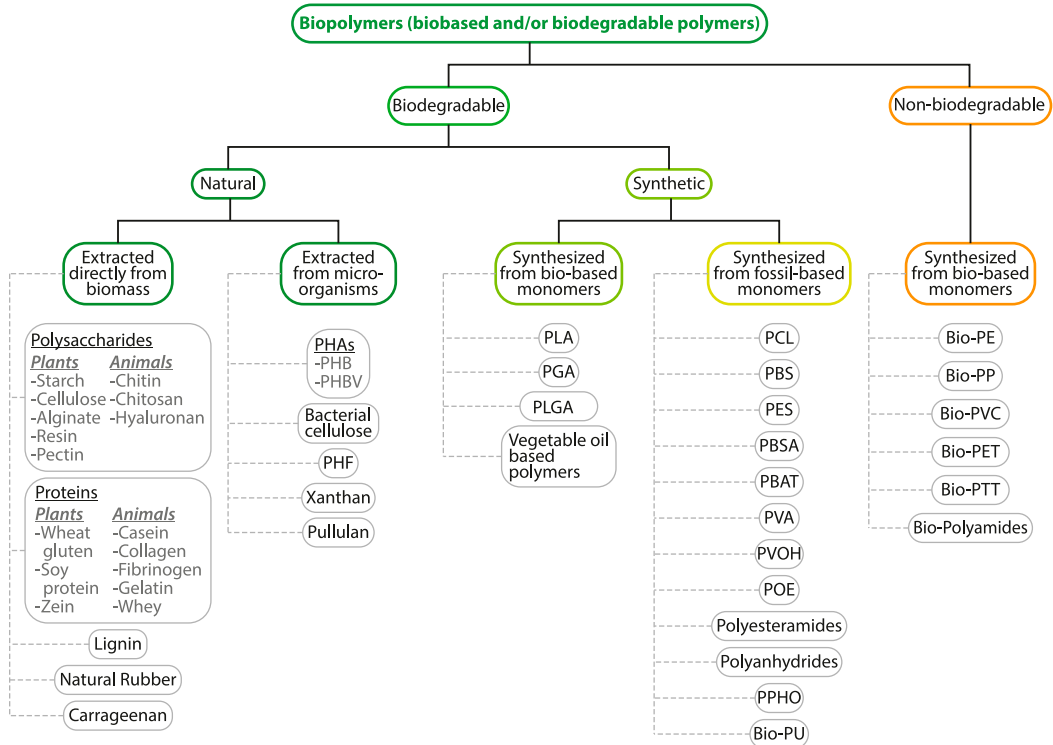 Biopolymers (biobased and/or biodegradable polymers)
Biodegradable
Non-biodegradable
Natural
Synthetic
Extracted
directly from
biomass
Extracted
from micro-
organisms
Synthesized
from bio-based
monomers
Synthesized
from fossil-based
monomers
Synthesized
from bio-based
monomers
Polysaccharides
Plants
-Starch
-Cellulose
-Alginate
-Resin
-Pectin
Animals
-Chitin
-Chitosan
-Hyaluronan
Proteins
Plants
-Wheat
gluten
-Soy
protein
-Zein
Animals
-Casein
-Collagen
-Fibrinogen
-Gelatin
-Whey
Lignin
Natural Rubber
Carrageenan
PHAs
-PHB
-PHBV
Bacterial
cellulose
PHF
Xanthan
Pullulan
PLA
PGA
PLGA
Vegetable oil
based
polymers
PCL
PBS
PES
PBSA
PBAT
PVA
PVOH
POE
Polyesteramides
Polyanhydrides
PPHO
Bio-PU
Bio-PE
Bio-PP
Bio-PVC
Bio-PET
Bio-PTT
Bio-Polyamides